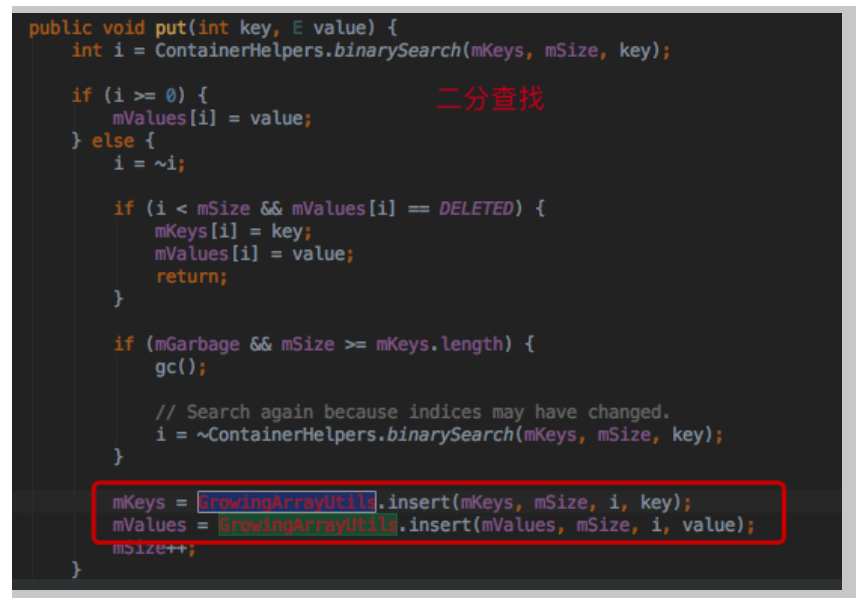 public void put(int key, E value) {
int i = ContainerHelpers.binarySearch(mKeys, mSize, key);
if (i >= 0) {
二分查找
mValues[i] = value;
} else {
i = ~i;
if (i < mSize && mValues[i] == DELETED) {
mKeys[i] = key;
mValues[i] = value;
return;
}
if (mGarbage && mSize >= mKeys.length) {
gc();
// Search again because indices may have changed.
i = ~ContainerHelpers.binarySearch(mKeys, mSize, key);
}
mKeys = GrowingArrayUtils.insert(mKeys, mSize, i, key);
mValues = GrowingArrayUtils.insert(mValues, mSize, i, value);
mSize++;
}